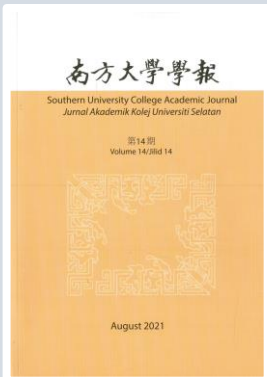 南方大學學報
Southern University College Academic Journal
Jurnal Akademik Kolej Universiti Selatan
第14期
Volume 14/Jilid 14
August 2021